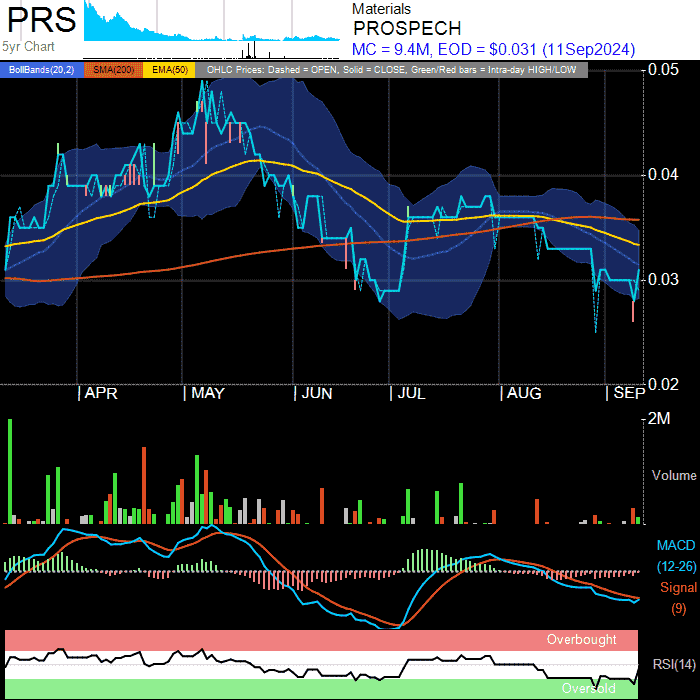 PRS
5yr Chart
Materials
PROSPECH
MC = 9.4M, EOD = $0.031 (11Sep2024)
BollBands(20,2) SMA(200) EMA(50) OHLC Prices: Dashed = OPEN, Solid = CLOSE, Green/Red bars = Intra-day HIGH/LOW
0.05
0.04
0.03
0.02
APR MAY JUN JUL AUG SEP
2M
Volume
MACD
(12-26)
Signal
(9)
Overbought
RSI(14)
Oversold